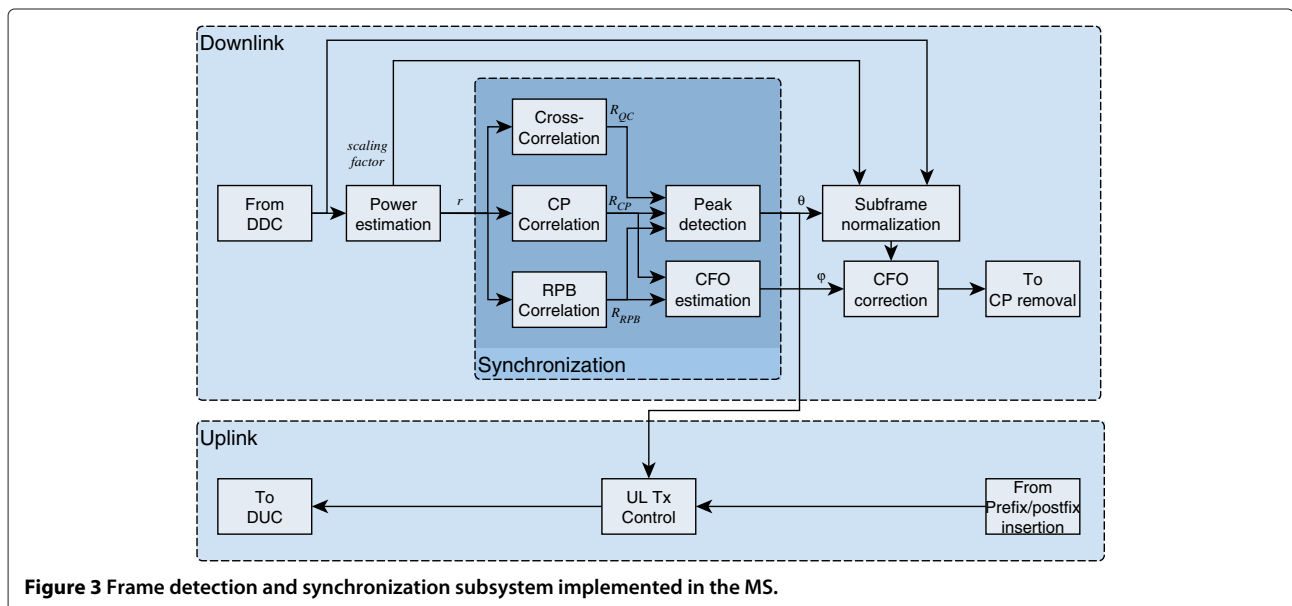 Downlink
Cross-
Correlation
R_QC
scaling
factor
From
DDC
Power
estimation
r
CP
Correlation
R_CP
Peak
detection
θ
Subframe
normalization
RPB
Correlation
R_RPB
CFO
estimation
φ
CFO
correction
To
CP removal
Synchronization
Uplink
To
DUC
UL Tx
Control
From
Prefix/postfix
insertion
Figure 3 Frame detection and synchronization subsystem implemented in the MS.